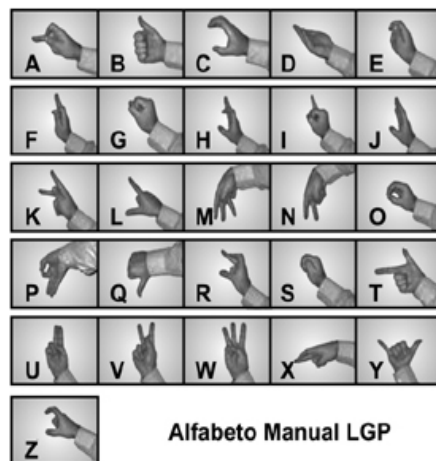 A B C D E
F G H I J
K L M N O
P Q R S T
U V W X Y
Z Alfabeto Manual LGP